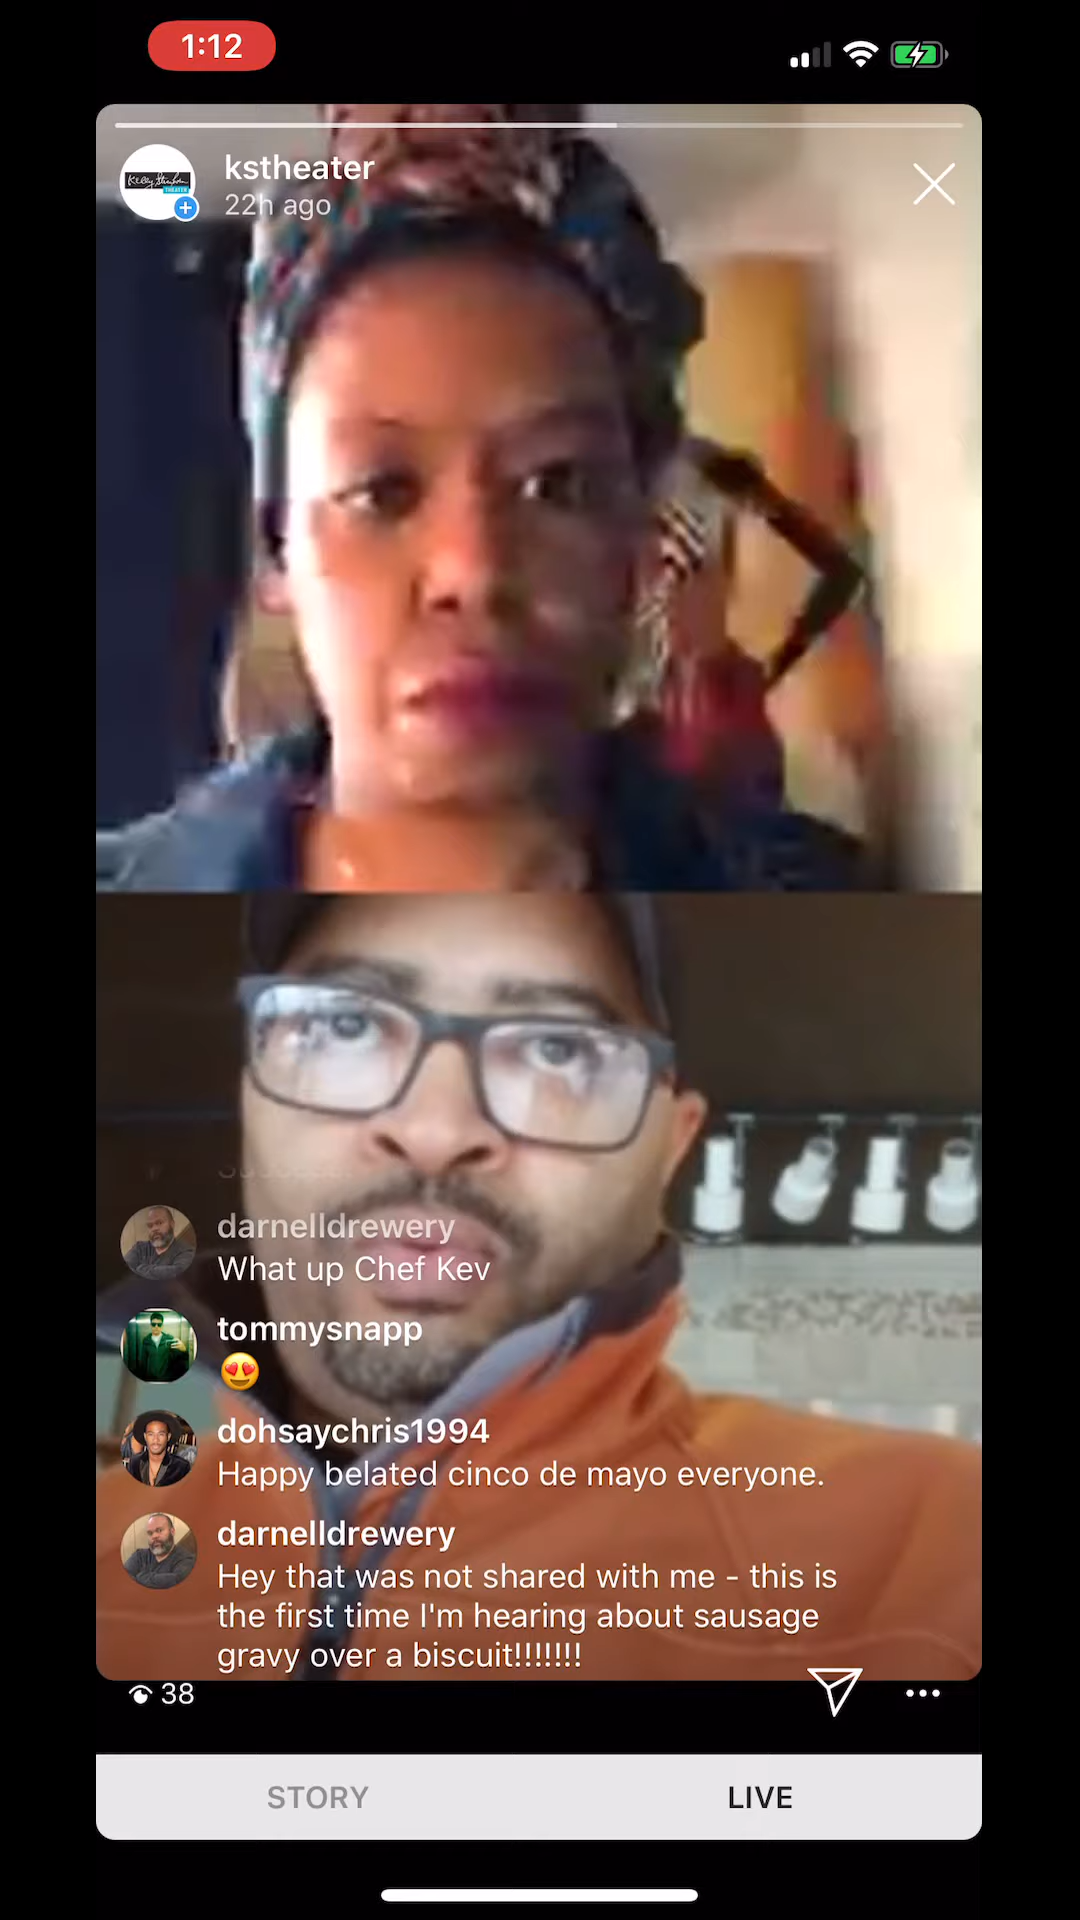 1:12
kstheater
22h ago
darnelldrewery
What up Chef Kev
tommysnapp
😍
dohsaychris1994
Happy belated cinco de mayo everyone.
darnelldrewery
Hey that was not shared with me - this is
the first time I'm hearing about sausage
gravy over a biscuit!!!!!!!
38
STORY
LIVE